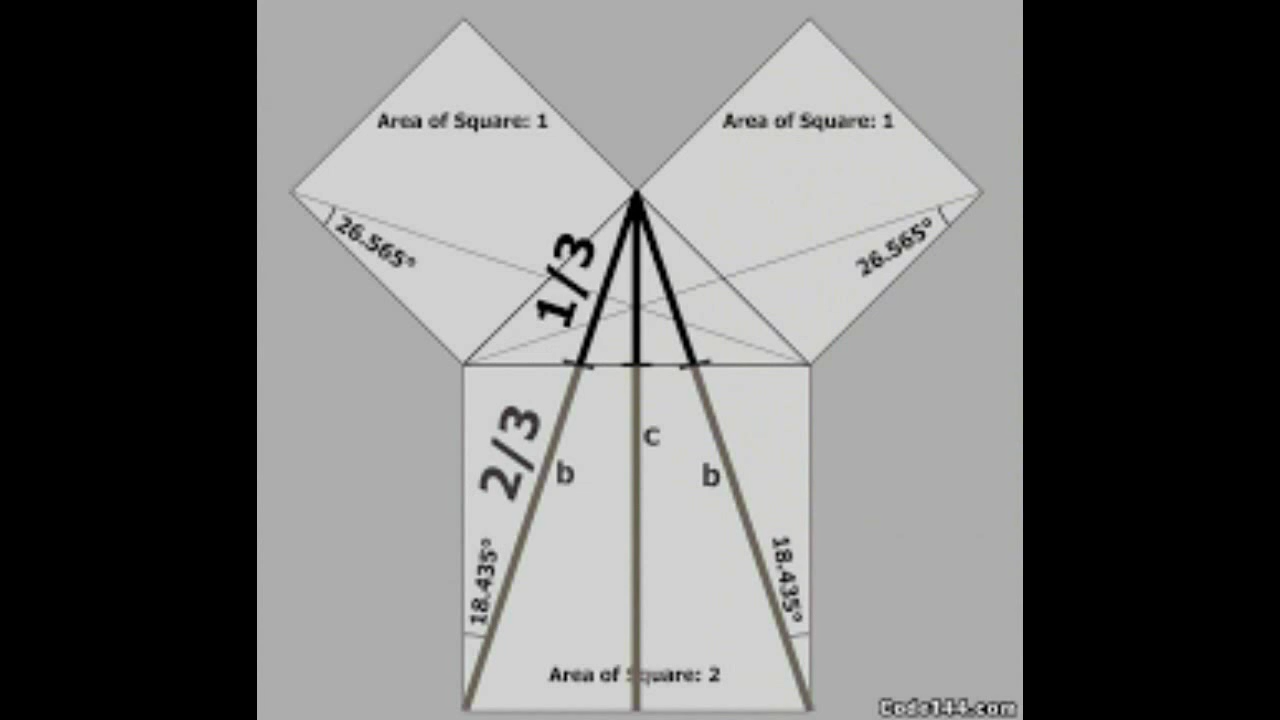 Area of Square: 1
Area of Square: 1
26.565°
26.565°
1/3
2/3
c
b
b
18.435°
18.435°
Area of Square: 2
Code144.com